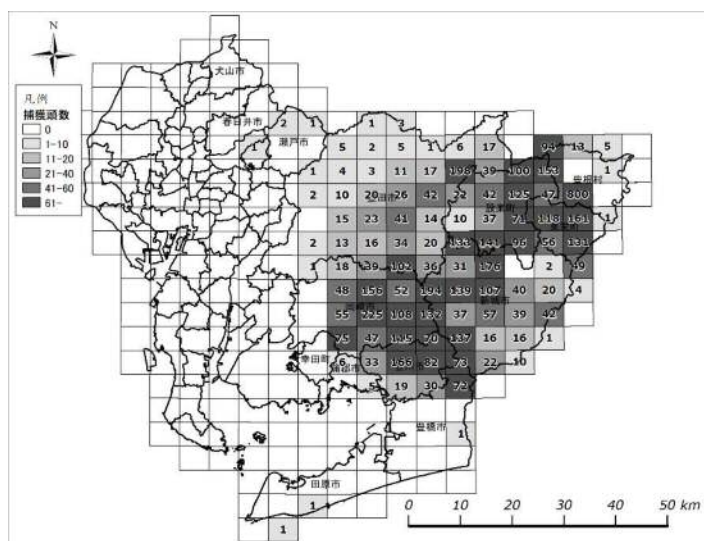 N
凡例
捕獲頭数
0
1-10
11-20
21-40
41-60
61-
犬山市
春日井市 2 1 1 3
1 瀬戸市 5 2 5 1 6 17 94 13 5
1 4 3 11 17 198 39 100 153 1
豊根村
2 10 20 26 42 72 42 125 47 800
豊田市 設楽町
15 23 41 14 10 37 71 118 161 1
東栄町
2 13 16 34 20 133 141 96 56 131
1 18 39 102 36 31 176 2 49
48 156 52 194 139 107 40 20 4
岡崎市 新城市
55 225 108 132 37 57 39 42
75 47 195 70 137 16 16 1
幸田町 6 33 166 82 73 22 10
蒲郡市
5 19 30 72
豊橋市 1
田原市
1
1
0 10 20 30 40 50 km